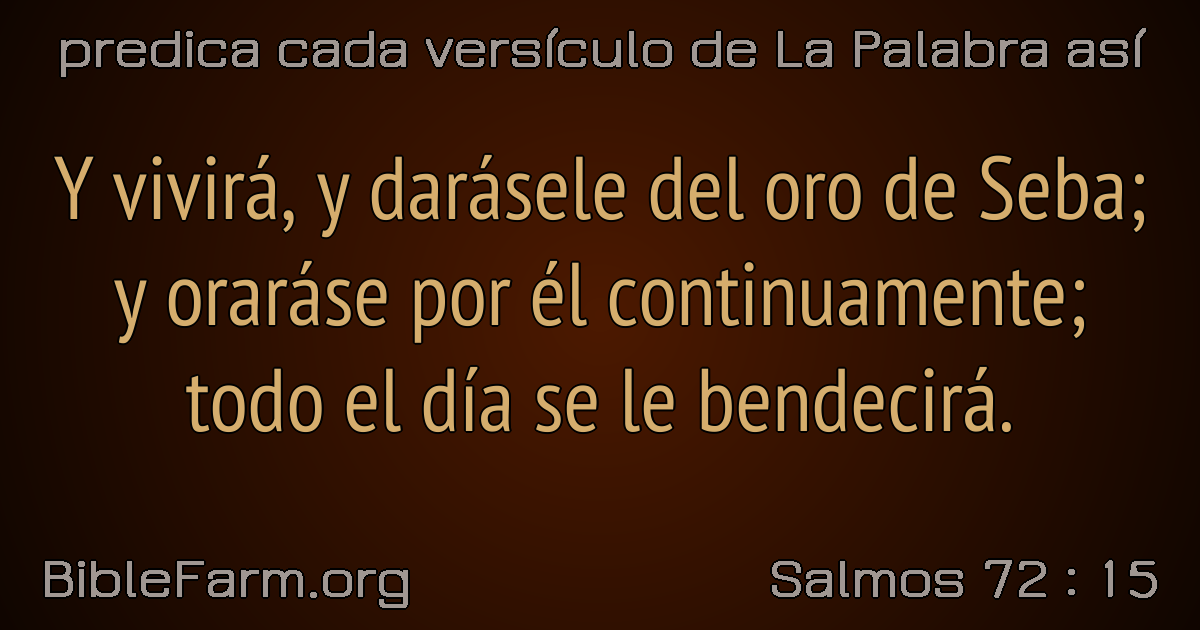 predica cada versículo de La Palabra así
Y vivirá, y darásele del oro de Seba;
y oraráse por él continuamente;
todo el día se le bendecirá.
BibleFarm.org
Salmos 72 : 15